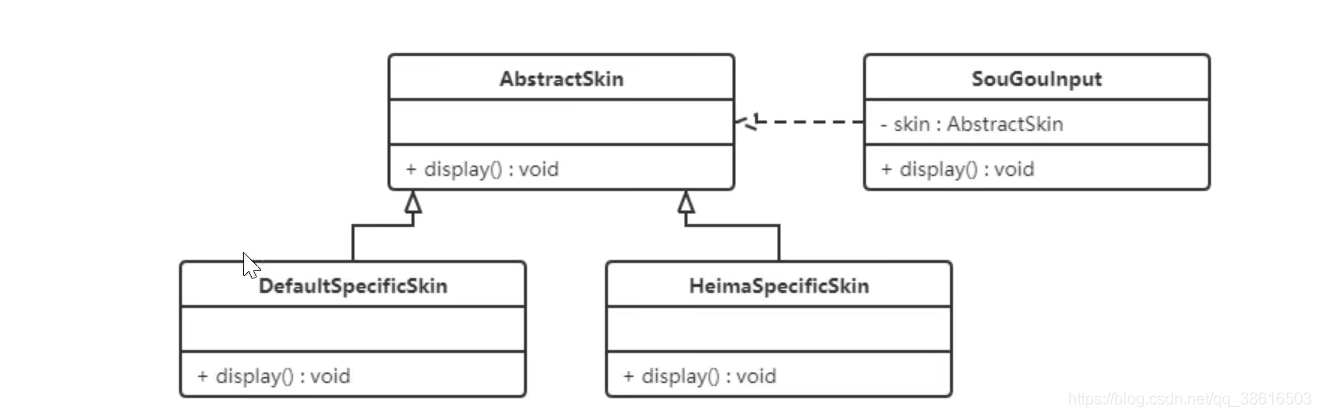 AbstractSkin
+ display() : void
SouGouInput
- skin : AbstractSkin
+ display() : void
DefaultSpecificSkin
+ display() : void
HeimaSpecificSkin
+ display() : void
https://blog.csdn.net/qq_38616503